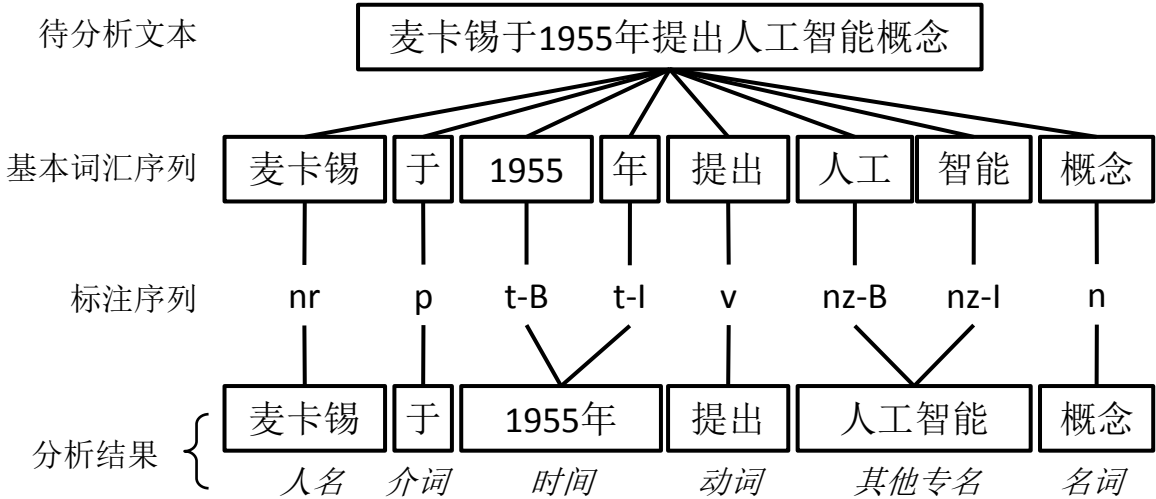 待分析文本 麦卡锡于1955年提出人工智能概念
基本词汇序列 麦卡锡 于 1955 年 提出 人工 智能 概念
标注序列 nr p t-B t-I v nz-B nz-I n
分析结果 麦卡锡 于 1955年 提出 人工智能 概念
人名 介词 时间 动词 其他专名 名词